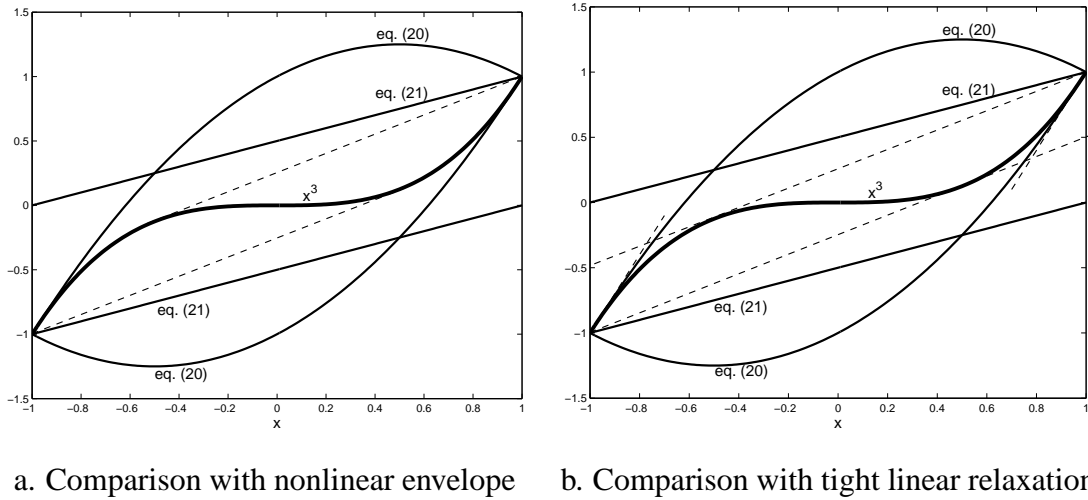 1.5
1
0.5
0
−0.5
−1
−1.5
−1 −0.8 −0.6 −0.4 −0.2 0 0.2 0.4 0.6 0.8 1
x
eq. (20)
eq. (21)
x³
eq. (21)
eq. (20)
a. Comparison with nonlinear envelope
1.5
1
0.5
0
−0.5
−1
−1.5
−1 −0.8 −0.6 −0.4 −0.2 0 0.2 0.4 0.6 0.8 1
x
eq. (20)
eq. (21)
x³
eq. (21)
eq. (20)
b. Comparison with tight linear relaxation